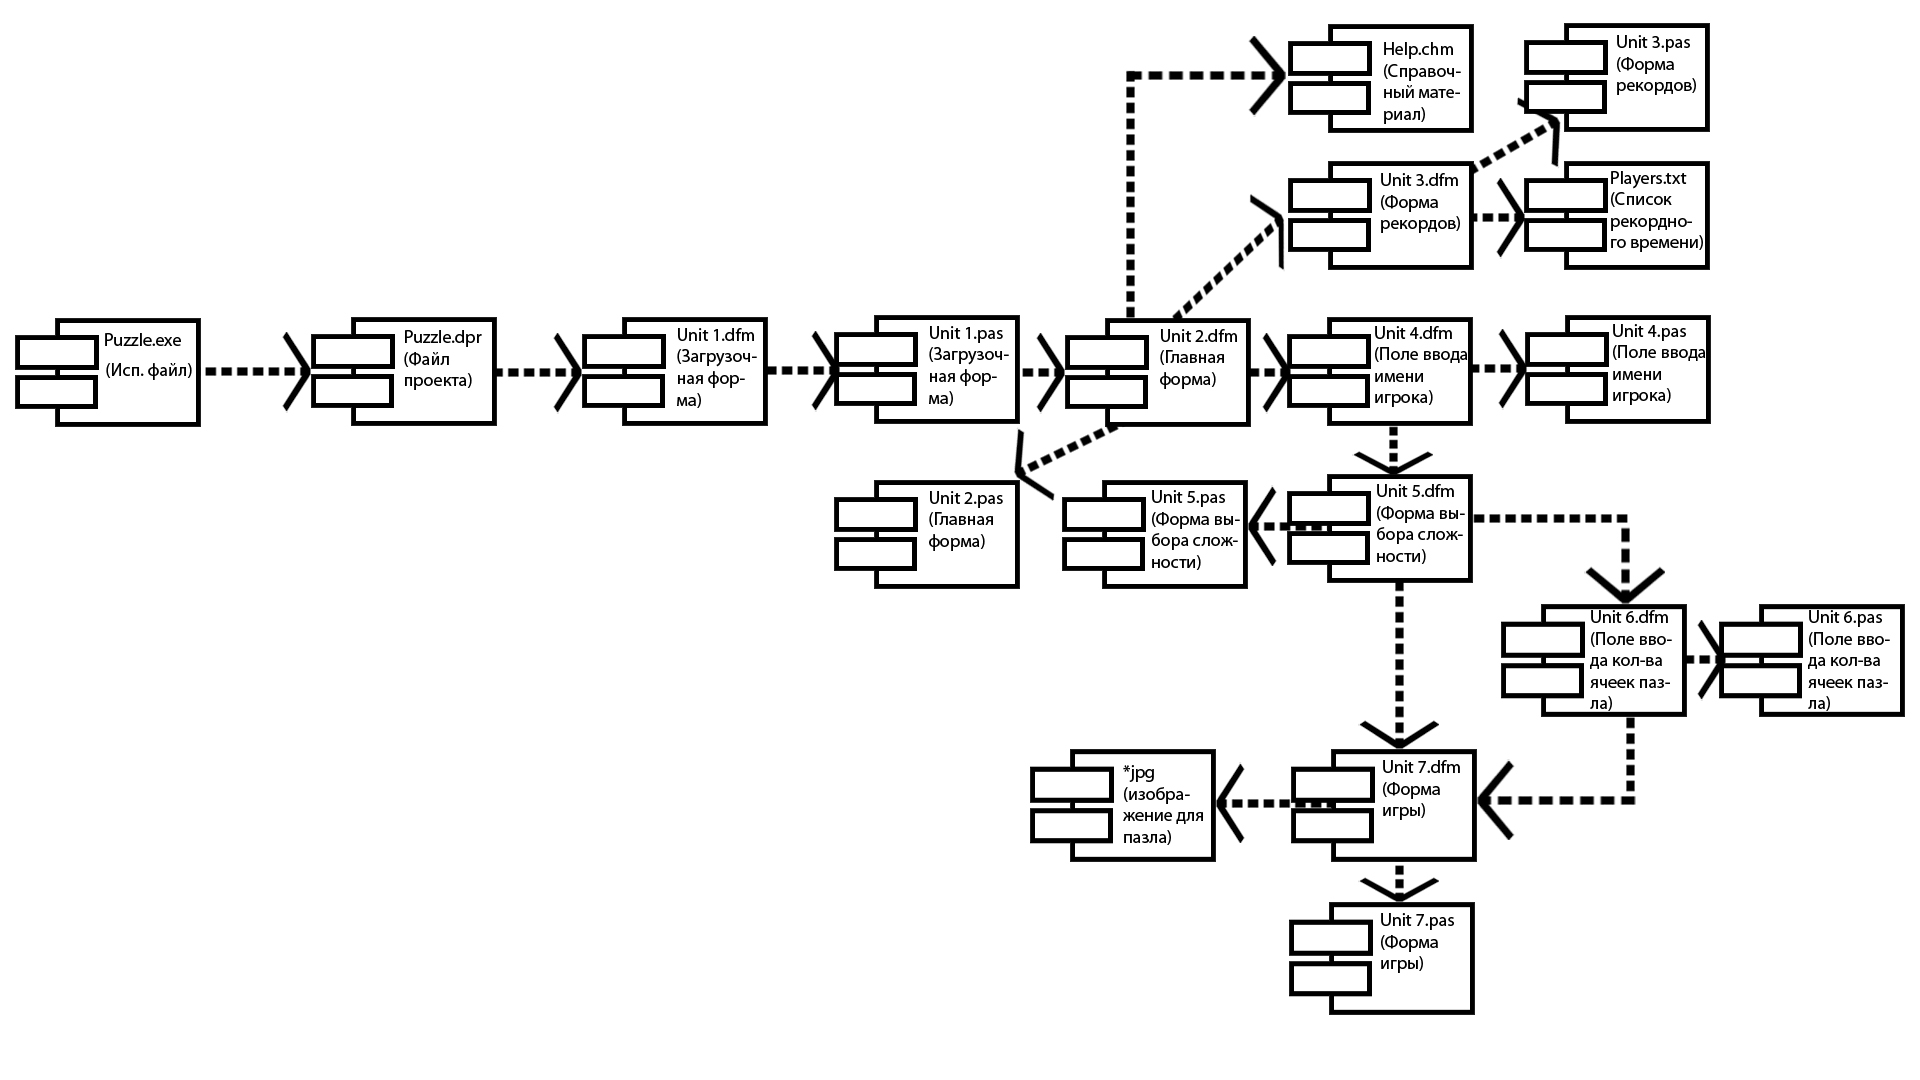 Help.chm
(Справоч-
ный мате-
риал)
Unit 3.pas
(Форма
рекордов)
Unit 3.dfm
(Форма
рекордов)
Players.txt
(Список
рекордно-
го времени)
Puzzle.exe
(Исп. файл)
Puzzle.dpr
(Файл
проекта)
Unit 1.dfm
(Загрузоч-
ная фор-
ма)
Unit 1.pas
(Загрузоч-
ная фор-
ма)
Unit 2.dfm
(Главная
форма)
Unit 4.dfm
(Поле ввода
имени
игрока)
Unit 4.pas
(Поле ввода
имени
игрока)
Unit 2.pas
(Главная
форма)
Unit 5.pas
(Форма вы-
бора слож-
ности)
Unit 5.dfm
(Форма вы-
бора слож-
ности)
Unit 6.dfm
(Поле вво-
да кол-ва
ячеек паз-
ла)
Unit 6.pas
(Поле вво-
да кол-ва
ячеек паз-
ла)
*jpg
(изобра-
жение для
пазла)
Unit 7.dfm
(Форма
игры)
Unit 7.pas
(Форма
игры)